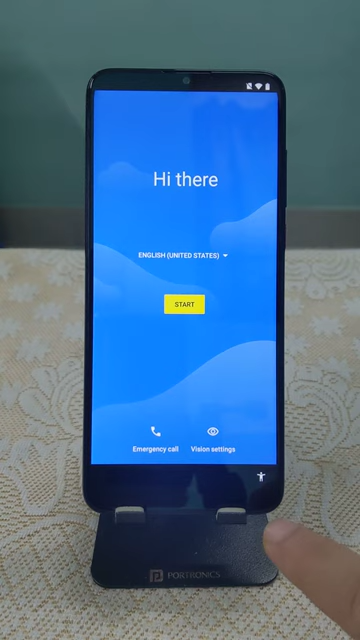 Hi there
ENGLISH (UNITED STATES)
START
Emergency call
Vision settings
PORTRONICS